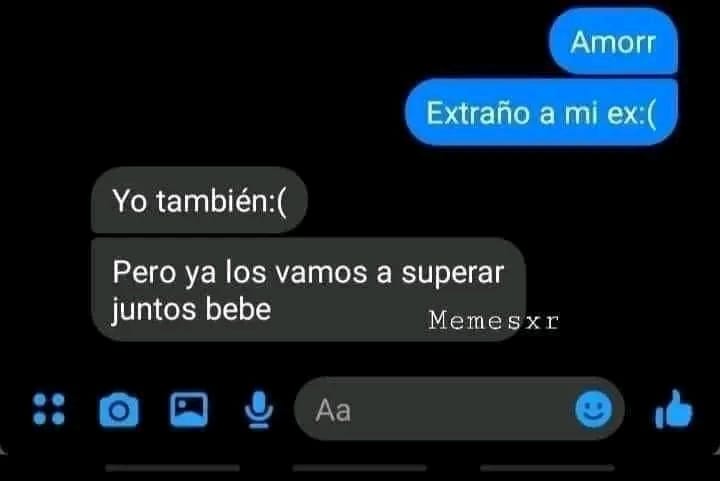 Amorr
Extraño a mi ex:(
Yo también:(
Pero ya los vamos a superar
juntos bebe
Memesxr
Aa